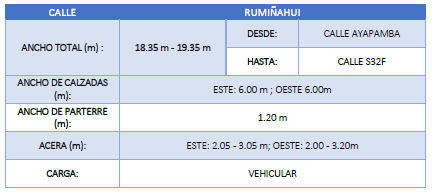 CALLE RUMIÑAHUI
ANCHO TOTAL (m) : 18.35 m - 19.35 m DESDE: CALLE AYAPAMBA
HASTA: CALLE S32F
ANCHO DE CALZADAS (m): ESTE: 6.00 m ; OESTE 6.00m
ANCHO DE PARTERRE (m): 1.20 m
ACERA (m): ESTE: 2.05 - 3.05 m; OESTE: 2.00 - 3.20m
CARGA: VEHICULAR